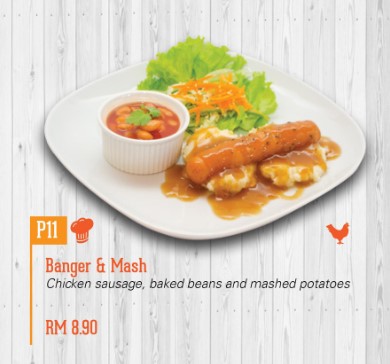 P11
Banger & Mash
Chicken sausage, baked beans and mashed potatoes
RM 8.90